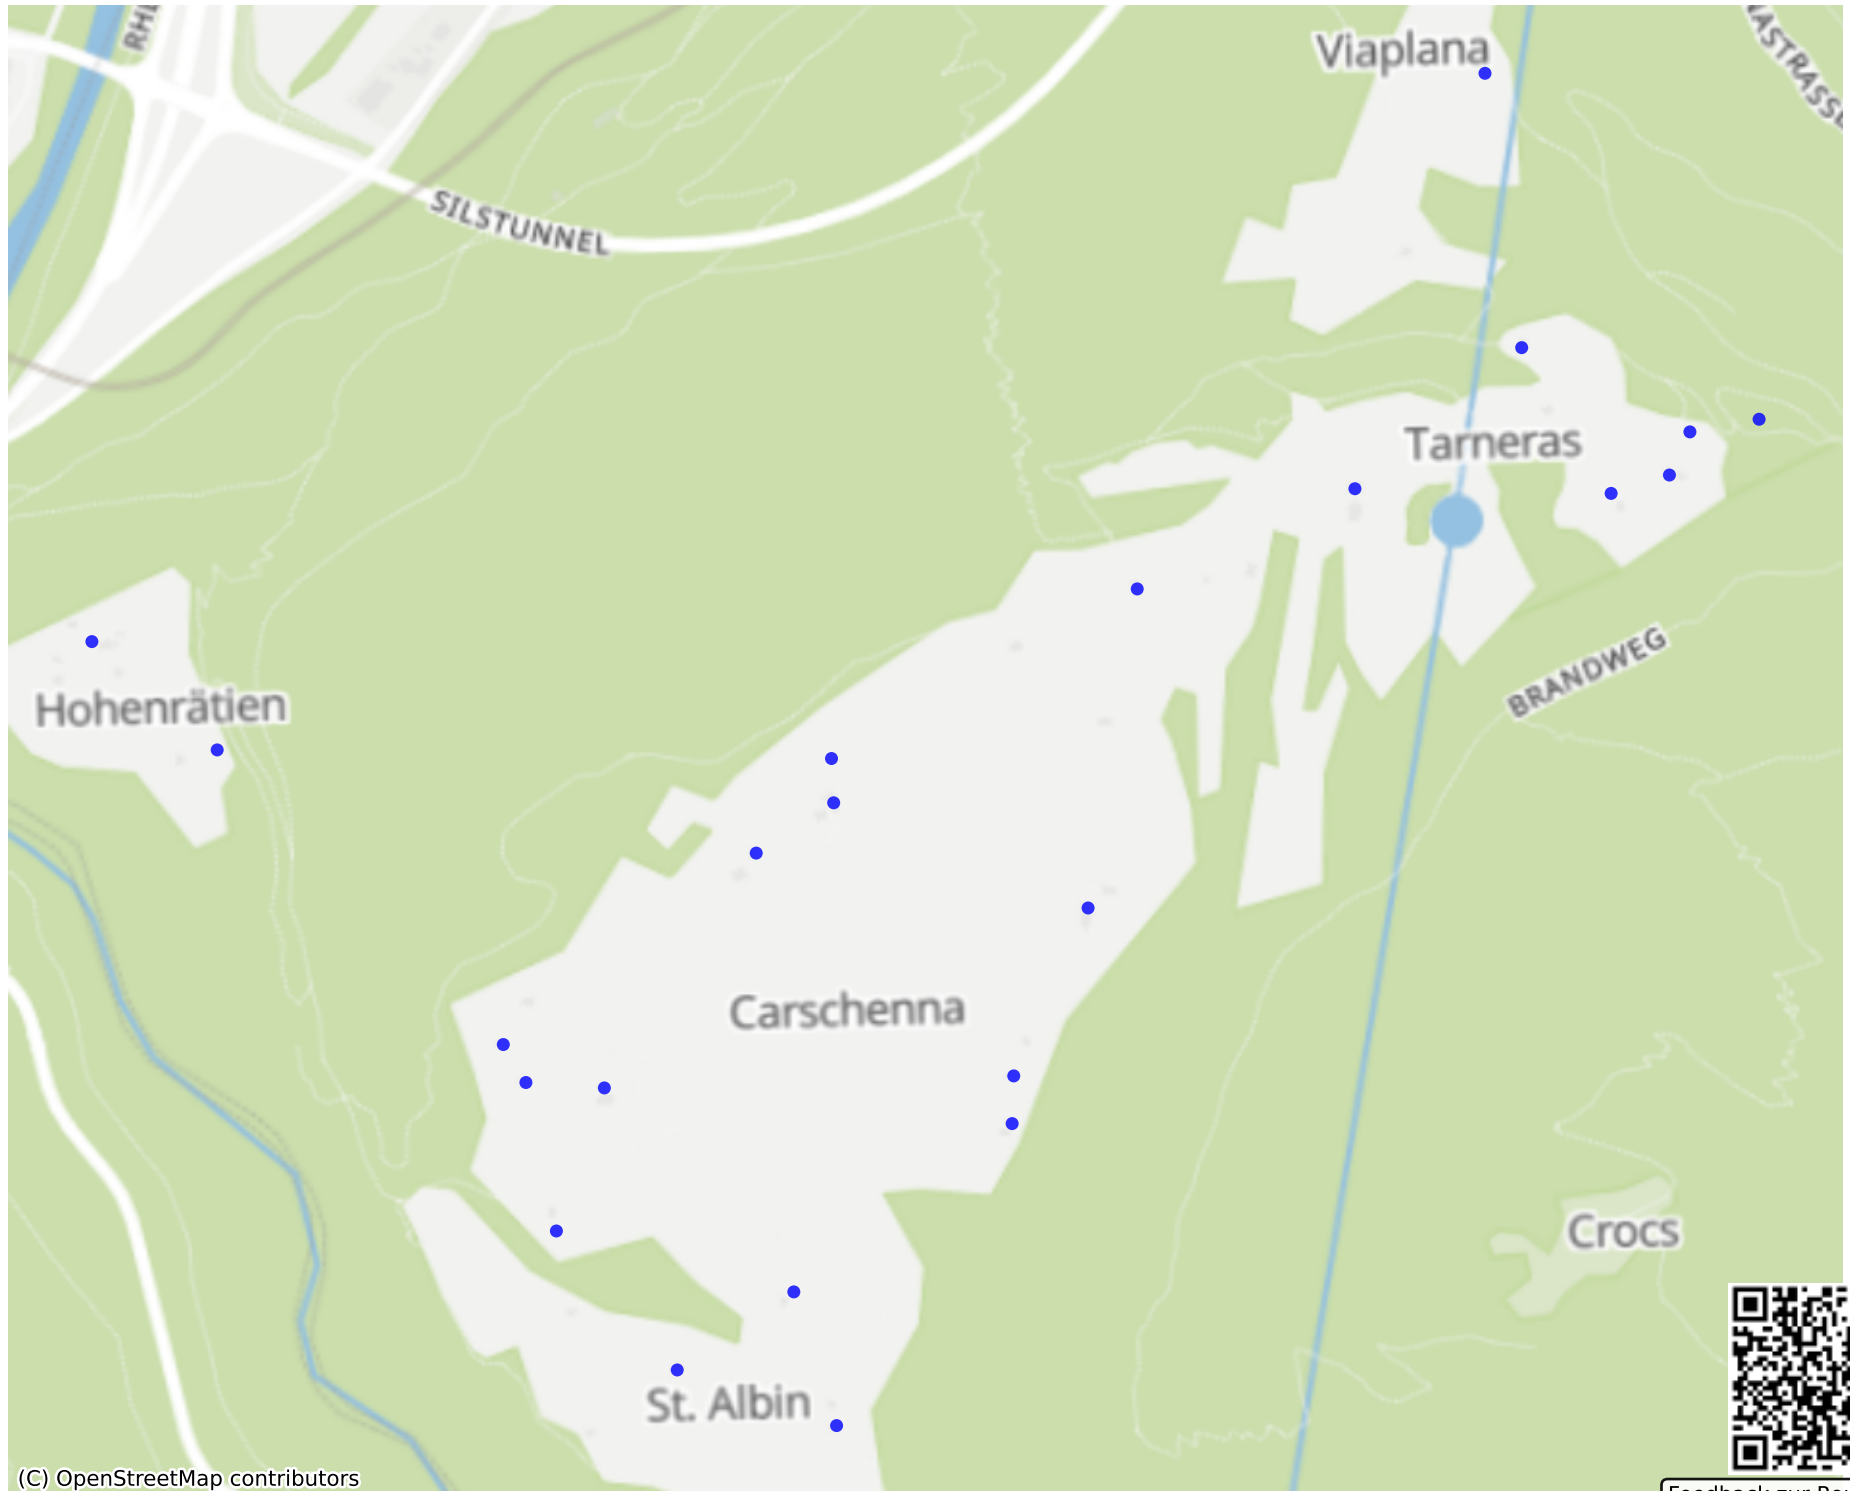 Viaplana
SILSTUNNEL
Tarneras
BRANDWEG
Hohenrätien
Carschenna
Crocs
St. Albin
(C) OpenStreetMap contributors